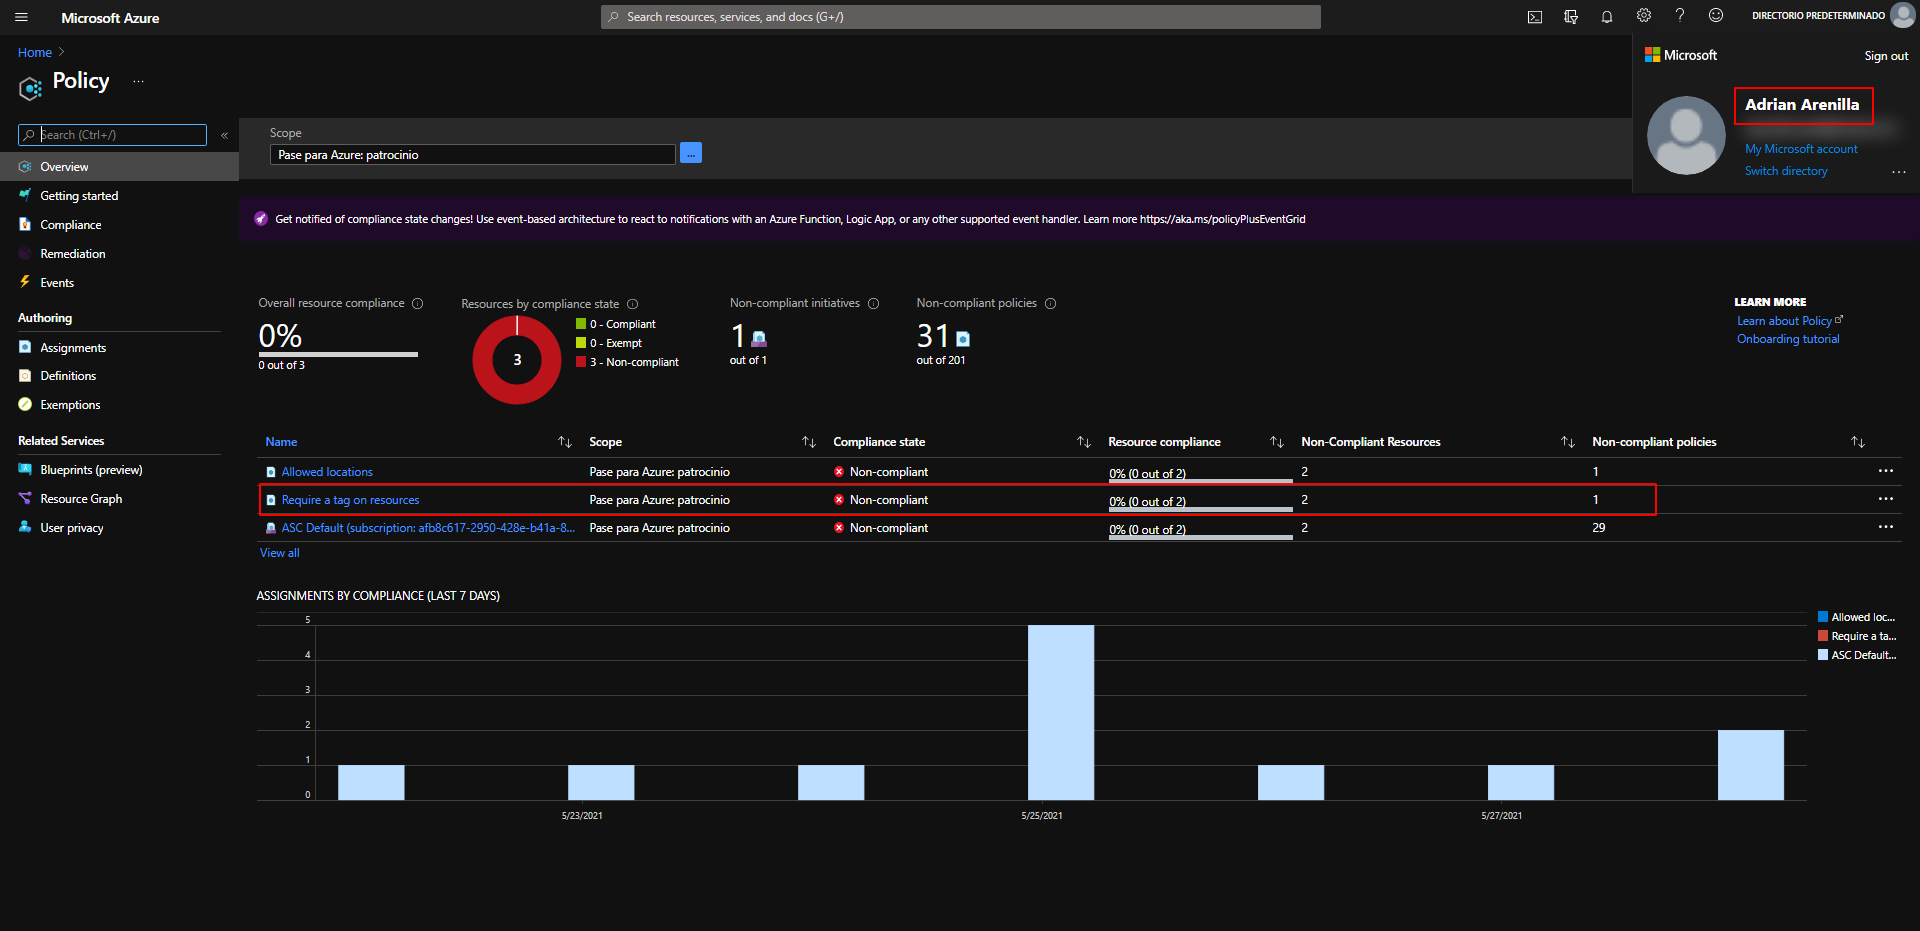 Microsoft Azure
Search resources, services, and docs (G+/)
DIRECTORIO PREDETERMINADO
Home
Policy
...
Microsoft
Sign out
Adrian Arenilla
My Microsoft account
Switch directory
...
Search (Ctrl+/)
«
Overview
Getting started
Compliance
Remediation
Events
Authoring
Assignments
Definitions
Exemptions
Related Services
Blueprints (preview)
Resource Graph
User privacy
Scope
Pase para Azure: patrocinio
...
Get notified of compliance state changes! Use event-based architecture to react to notifications with an Azure Function, Logic App, or any other supported event handler. Learn more https://aka.ms/policyPlusEventGrid
Overall resource compliance
0%
0 out of 3
Resources by compliance state
3
0 - Compliant
0 - Exempt
3 - Non-compliant
Non-compliant initiatives
1
out of 1
Non-compliant policies
31
out of 201
LEARN MORE
Learn about Policy
Onboarding tutorial
Name Scope Compliance state Resource compliance Non-Compliant Resources Non-compliant policies
Allowed locations Pase para Azure: patrocinio Non-compliant 0% (0 out of 2) 2 1 ...
Require a tag on resources Pase para Azure: patrocinio Non-compliant 0% (0 out of 2) 2 1 ...
ASC Default (subscription: afb8c617-2950-428e-b41a-8... Pase para Azure: patrocinio Non-compliant 0% (0 out of 2) 2 29 ...
View all
ASSIGNMENTS BY COMPLIANCE (LAST 7 DAYS)
5
4
3
2
1
0
5/23/2021 5/25/2021 5/27/2021
Allowed loc...
Require a ta...
ASC Default...